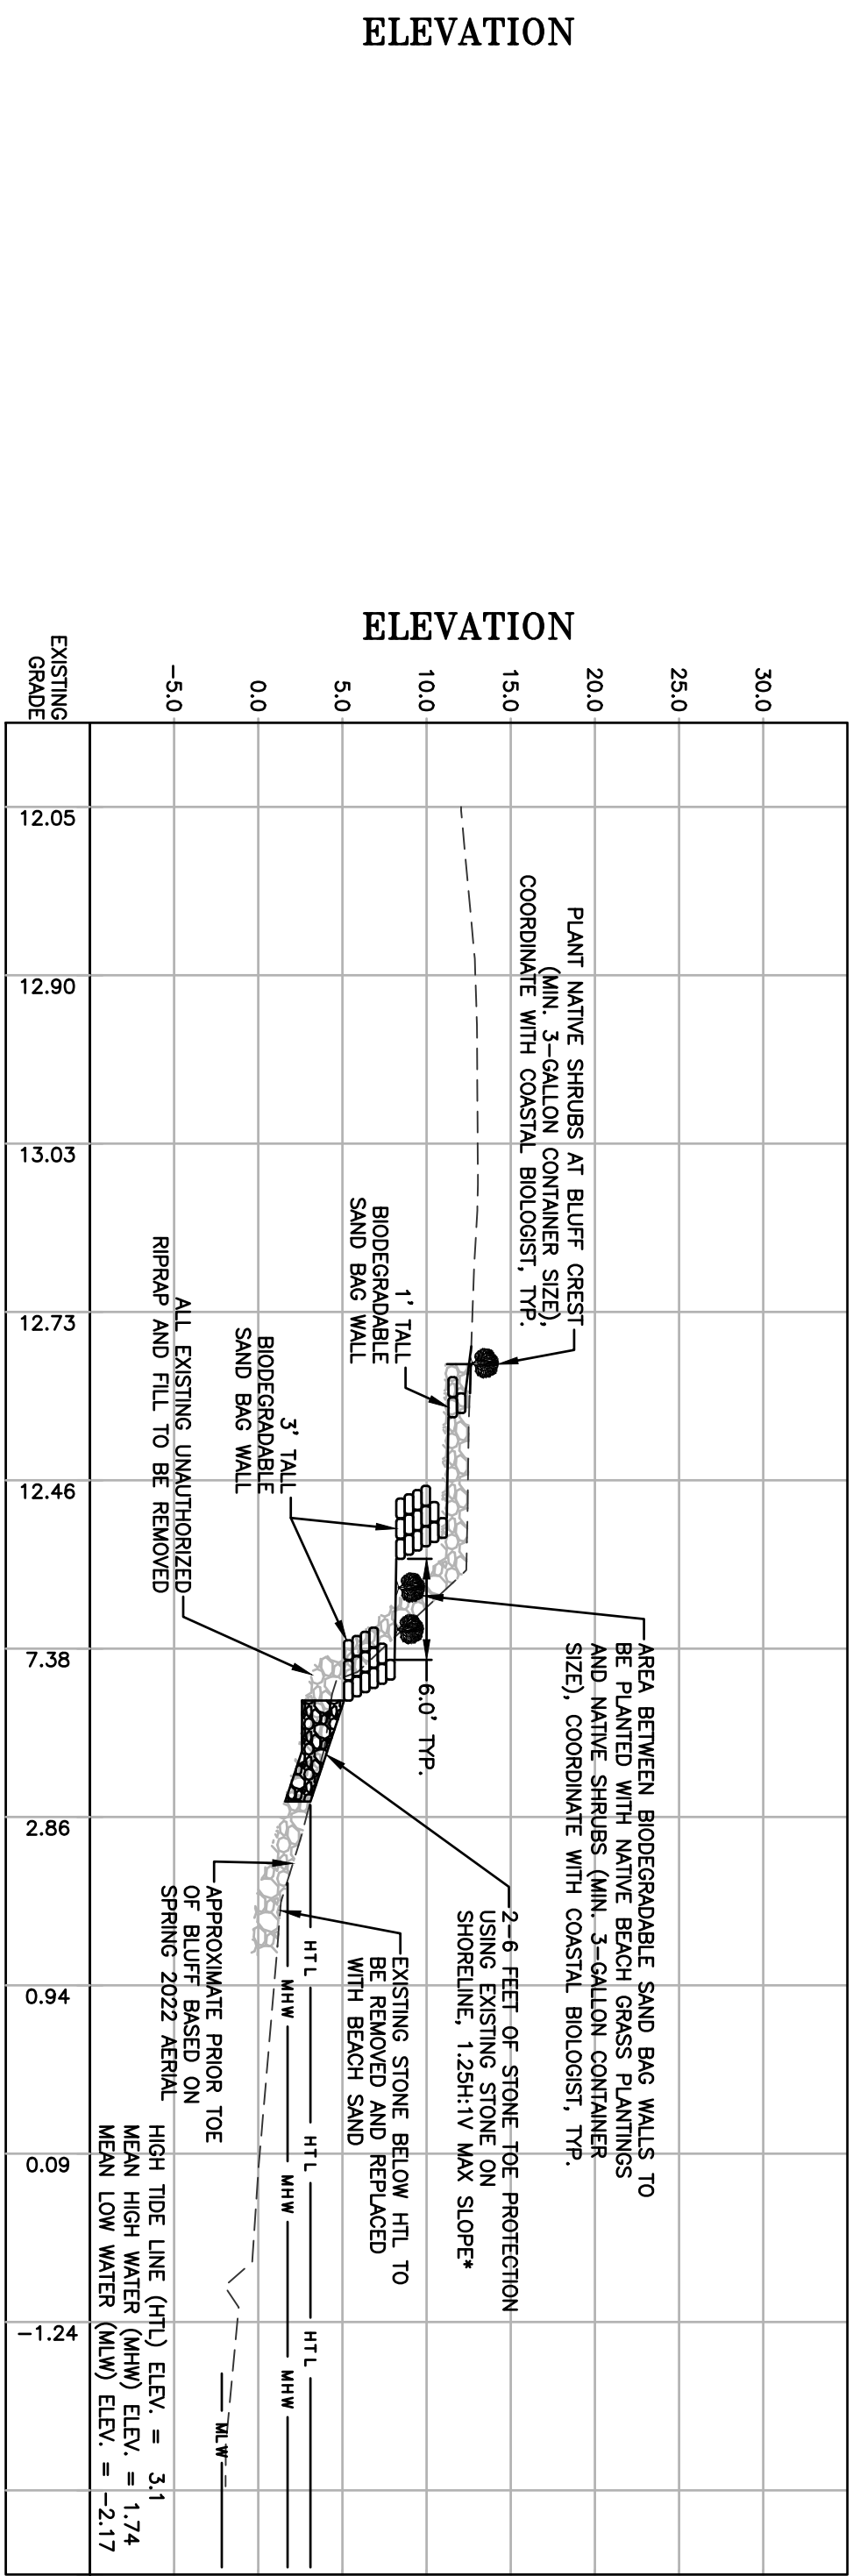 ELEVATION
ELEVATION
30.0
25.0
20.0
15.0
10.0
5.0
0.0
-5.0
EXISTING
GRADE
12.05
12.90
13.03
12.73
12.46
7.38
2.86
0.94
0.09
-1.24
PLANT NATIVE SHRUBS AT BLUFF CREST
(MIN. 3-GALLON CONTAINER SIZE),
COORDINATE WITH COASTAL BIOLOGIST, TYP.
1' TALL
BIODEGRADABLE
SAND BAG WALL
3' TALL
BIODEGRADABLE
SAND BAG WALL
ALL EXISTING UNAUTHORIZED
RIPRAP AND FILL TO BE REMOVED
AREA BETWEEN BIODEGRADABLE SAND BAG WALLS TO
BE PLANTED WITH NATIVE BEACH GRASS PLANTINGS
AND NATIVE SHRUBS (MIN. 3-GALLON CONTAINER
SIZE), COORDINATE WITH COASTAL BIOLOGIST, TYP.
6.0' TYP.
2-6 FEET OF STONE TOE PROTECTION
USING EXISTING STONE ON
SHORELINE, 1.25H:1V MAX SLOPE*
EXISTING STONE BELOW HTL TO
BE REMOVED AND REPLACED
WITH BEACH SAND
APPROXIMATE PRIOR TOE
OF BLUFF BASED ON
SPRING 2022 AERIAL
HTL
HTL
HTL
MHW
MHW
MHW
MLW
HIGH TIDE LINE (HTL) ELEV. = 3.1
MEAN HIGH WATER (MHW) ELEV. = 1.74
MEAN LOW WATER (MLW) ELEV. = -2.17